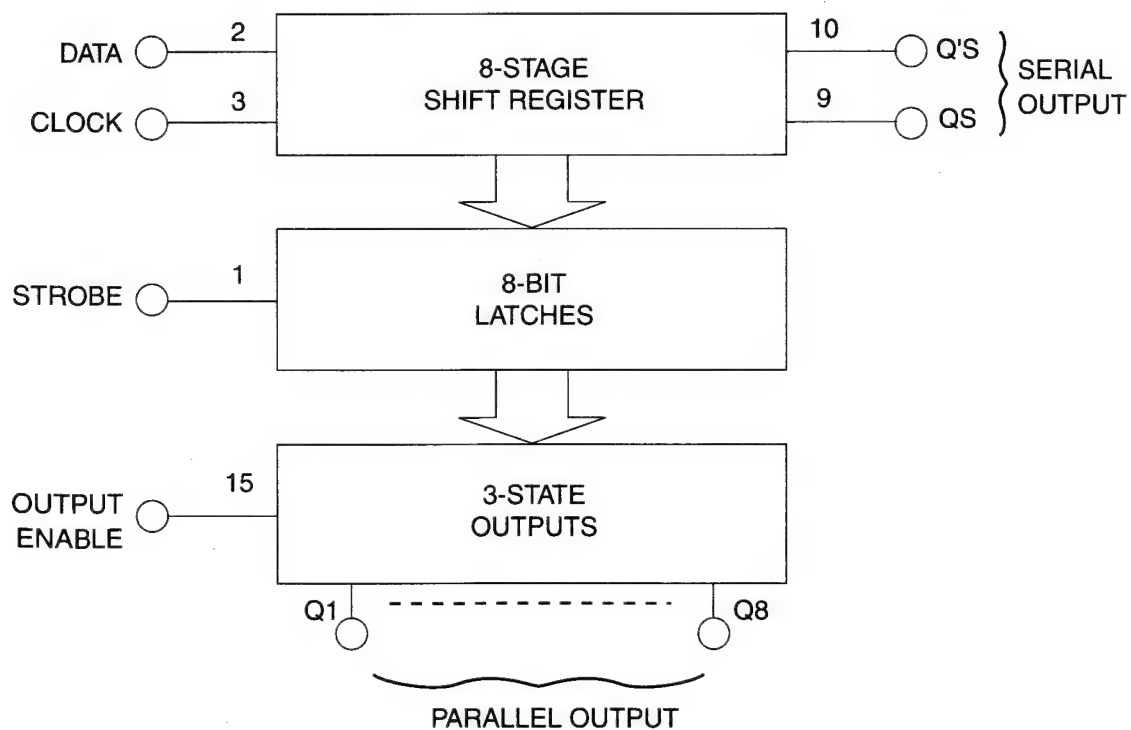 DATA
2
8-STAGE
SHIFT REGISTER
10
Q'S
SERIAL
OUTPUT
CLOCK
3
9
QS
STROBE
1
8-BIT
LATCHES
OUTPUT
ENABLE
15
3-STATE
OUTPUTS
Q1
Q8
PARALLEL OUTPUT